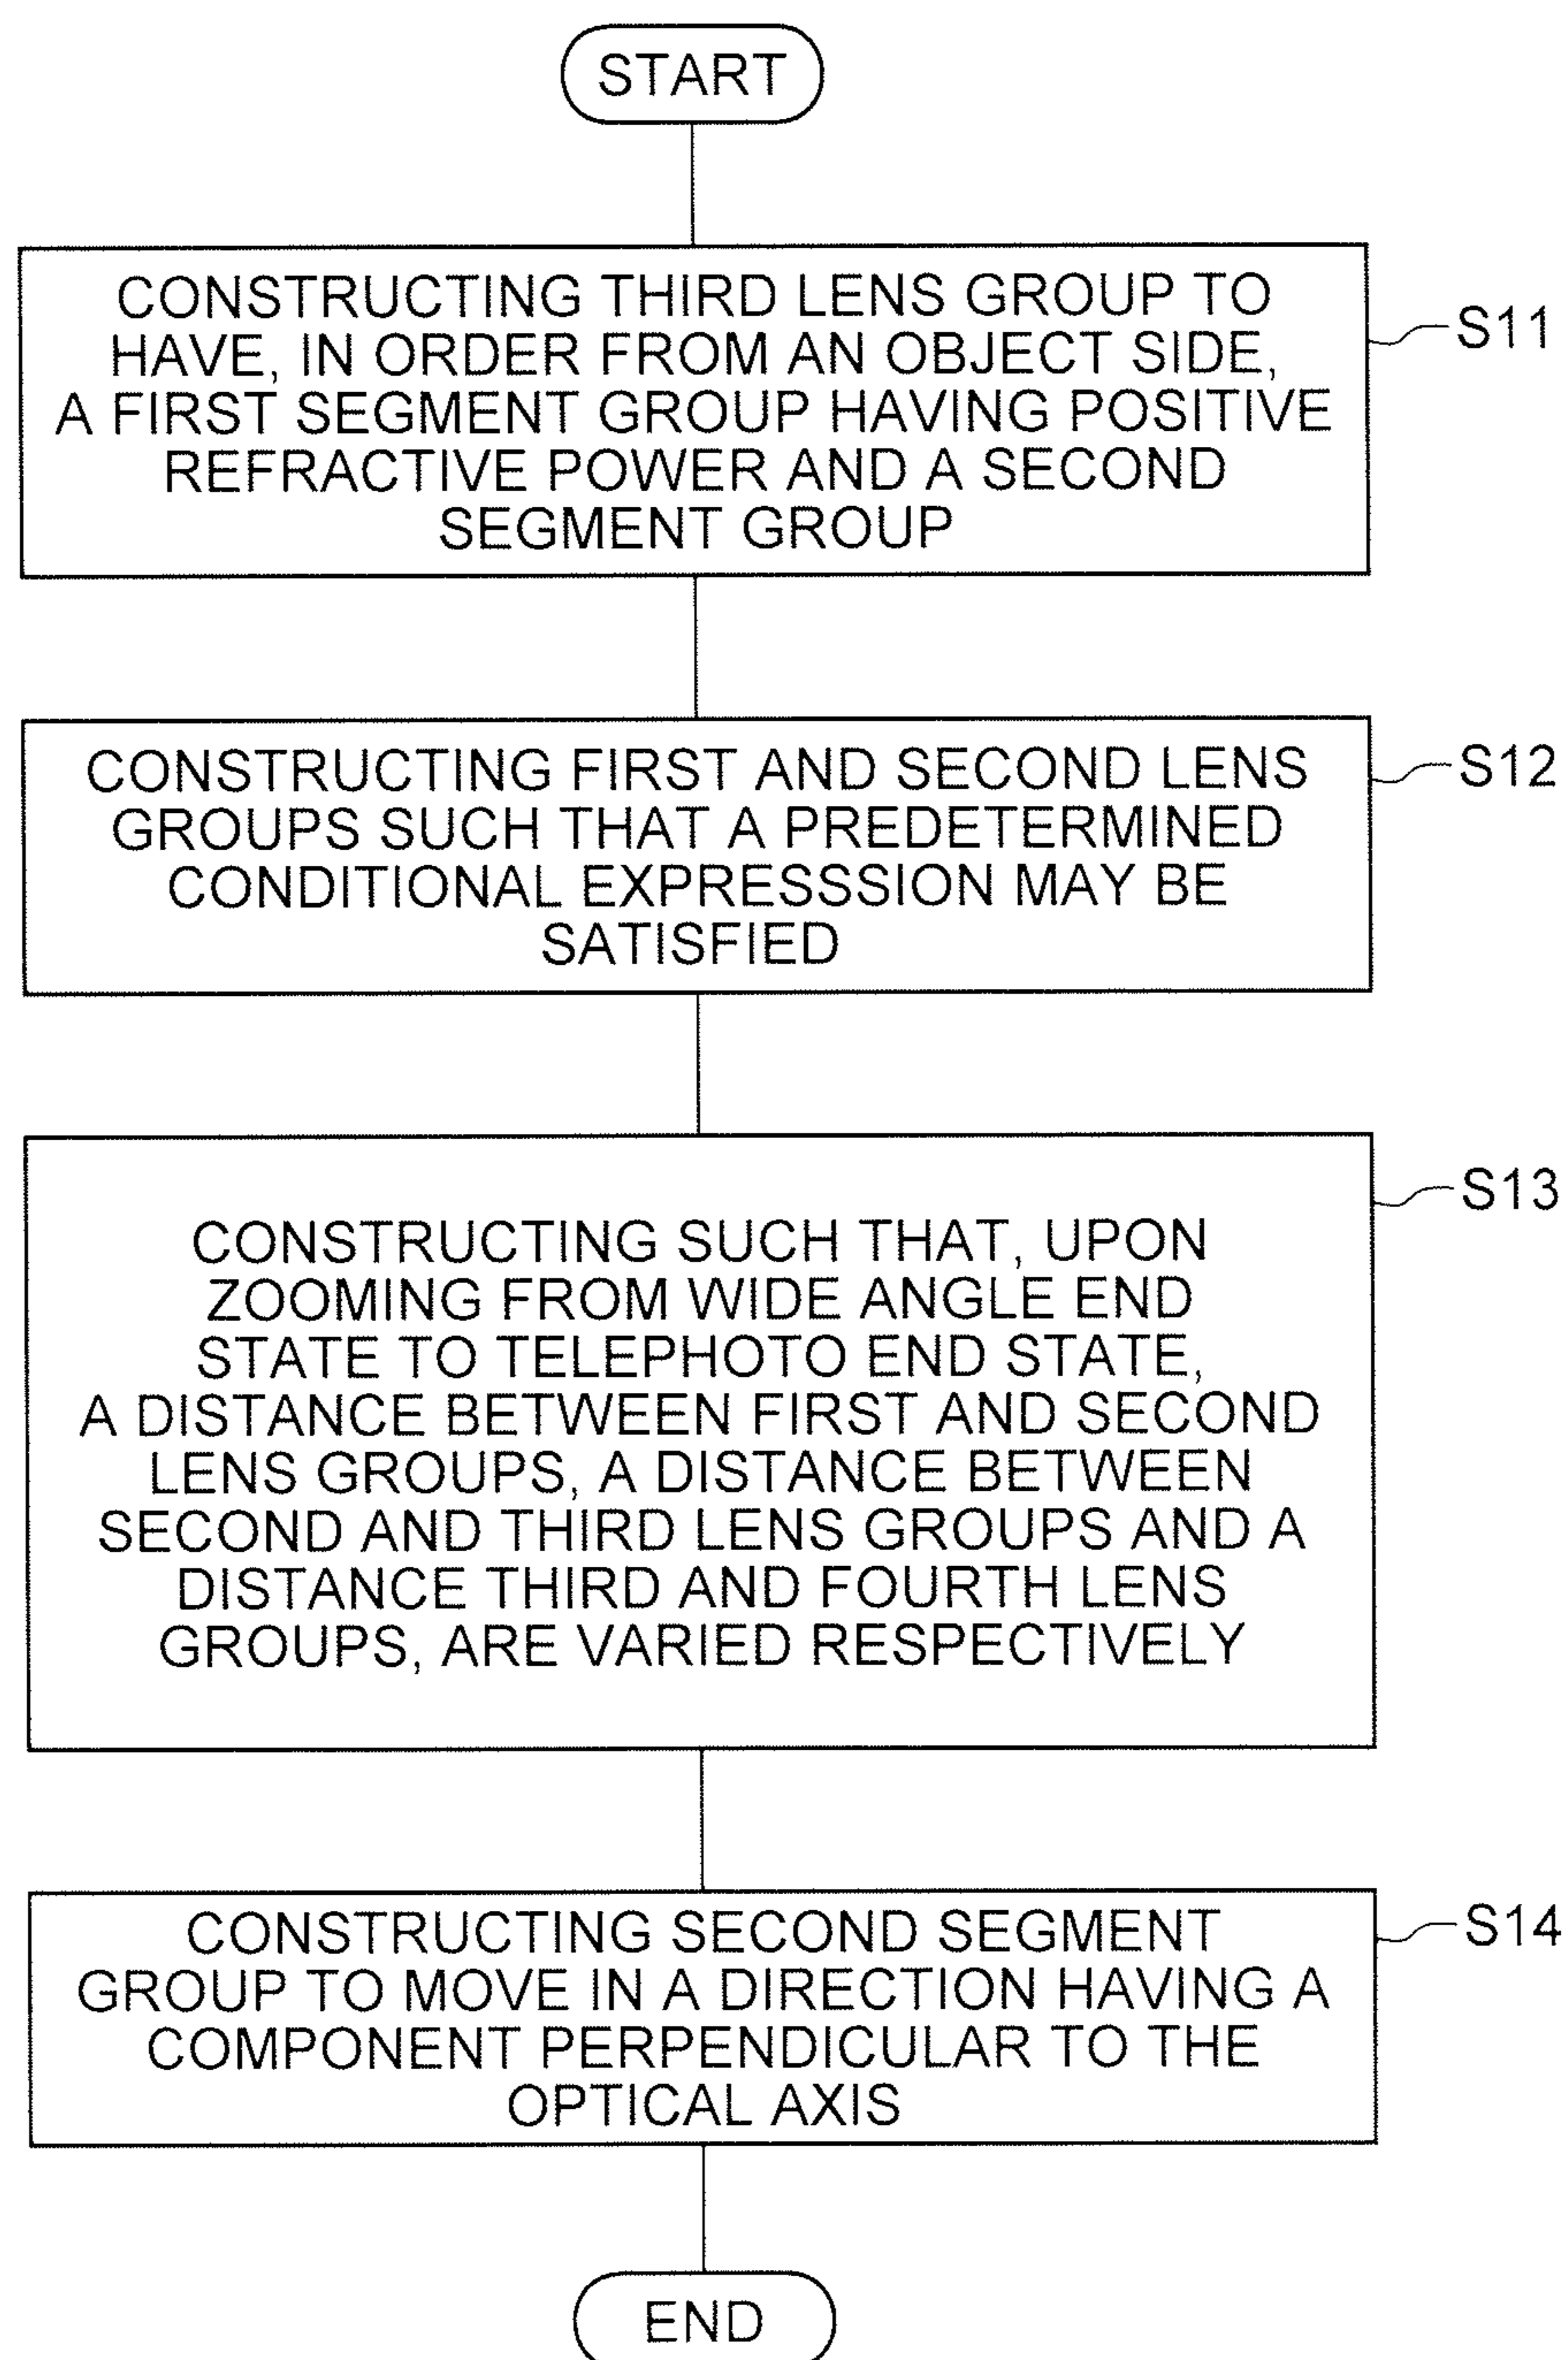 START
CONSTRUCTING THIRD LENS GROUP TO
HAVE, IN ORDER FROM AN OBJECT SIDE,
A FIRST SEGMENT GROUP HAVING POSITIVE
REFRACTIVE POWER AND A SECOND
SEGMENT GROUP
S11
CONSTRUCTING FIRST AND SECOND LENS
GROUPS SUCH THAT A PREDETERMINED
CONDITIONAL EXPRESSSION MAY BE
SATISFIED
S12
CONSTRUCTING SUCH THAT, UPON
ZOOMING FROM WIDE ANGLE END
STATE TO TELEPHOTO END STATE,
A DISTANCE BETWEEN FIRST AND SECOND
LENS GROUPS, A DISTANCE BETWEEN
SECOND AND THIRD LENS GROUPS AND A
DISTANCE THIRD AND FOURTH LENS
GROUPS, ARE VARIED RESPECTIVELY
S13
CONSTRUCTING SECOND SEGMENT
GROUP TO MOVE IN A DIRECTION HAVING A
COMPONENT PERPENDICULAR TO THE
OPTICAL AXIS
S14
END